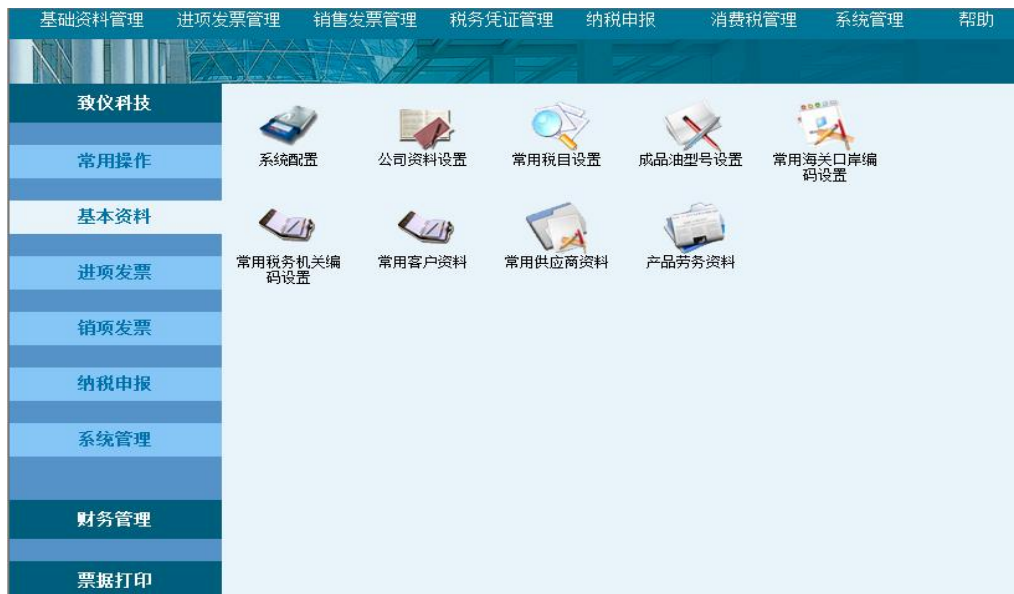 基础资料管理 进项发票管理 销售发票管理 税务凭证管理 纳税申报 消费税管理 系统管理 帮助
致仪科技
常用操作
基本资料
进项发票
销项发票
纳税申报
系统管理
财务管理
票据打印
系统配置 公司资料设置 常用税目设置 成品油型号设置 常用海关口岸编
码设置
常用税务机关编 常用客户资料 常用供应商资料 产品劳务资料
码设置